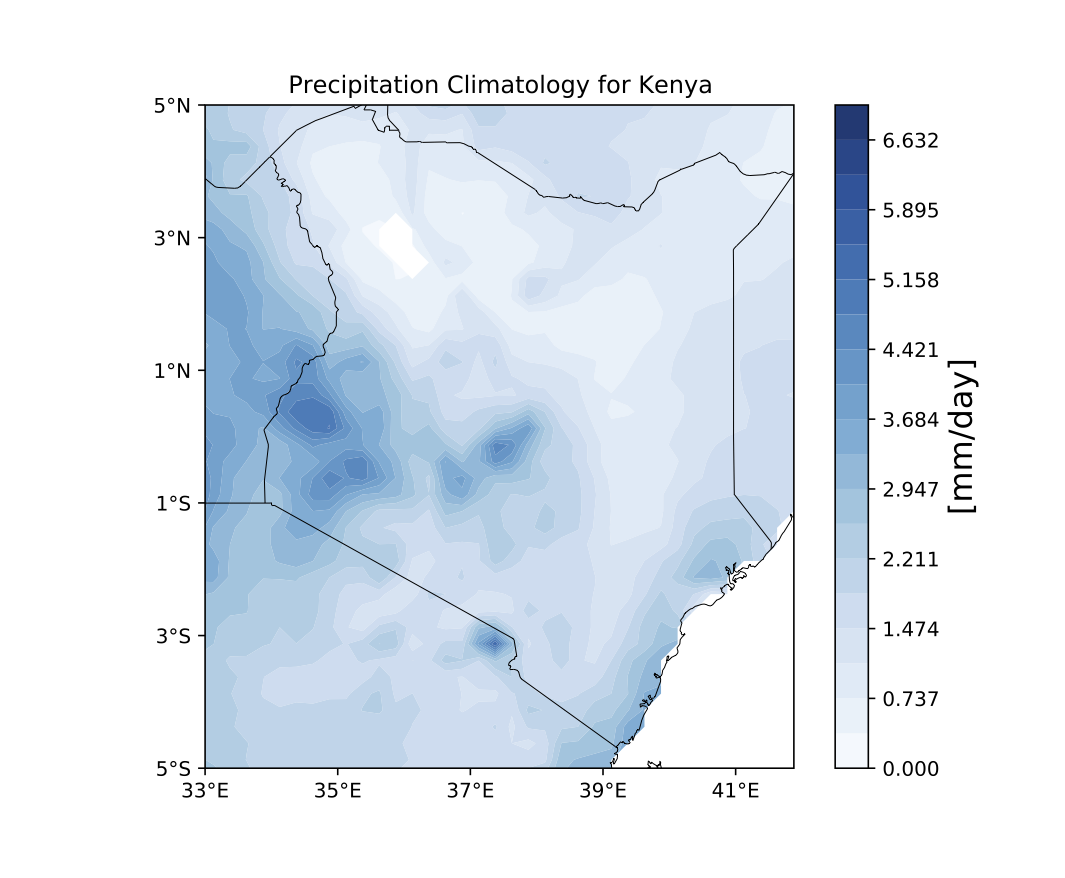 Precipitation Climatology for Kenya
5°N
3°N
1°N
1°S
3°S
5°S
33°E 35°E 37°E 39°E 41°E
6.632
5.895
5.158
4.421
3.684
2.947
2.211
1.474
0.737
0.000
[mm/day]